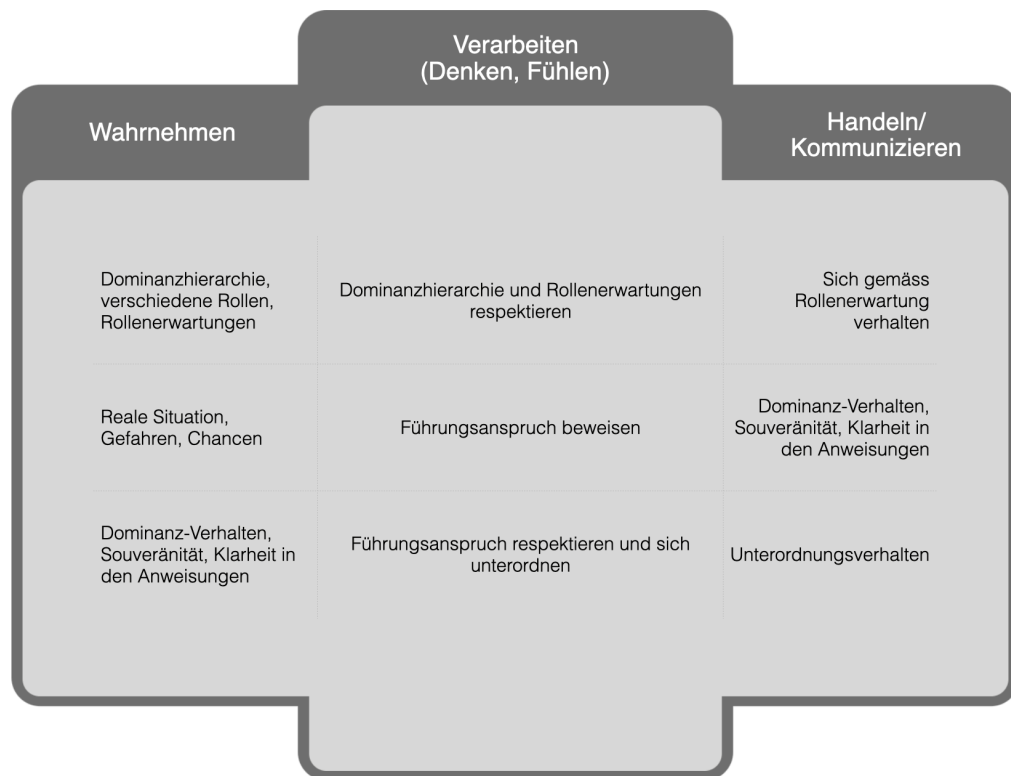 Verarbeiten
(Denken, Fühlen)
Wahrnehmen
Handeln/
Kommunizieren
Dominanzhierarchie,
verschiedene Rollen,
Rollenerwartungen
Dominanzhierarchie und Rollenerwartungen
respektieren
Sich gemäss
Rollenerwartung
verhalten
Reale Situation,
Gefahren, Chancen
Führungsanspruch beweisen
Dominanz-Verhalten,
Souveränität, Klarheit in
den Anweisungen
Dominanz-Verhalten,
Souveränität, Klarheit in
den Anweisungen
Führungsanspruch respektieren und sich
unterordnen
Unterordnungsverhalten